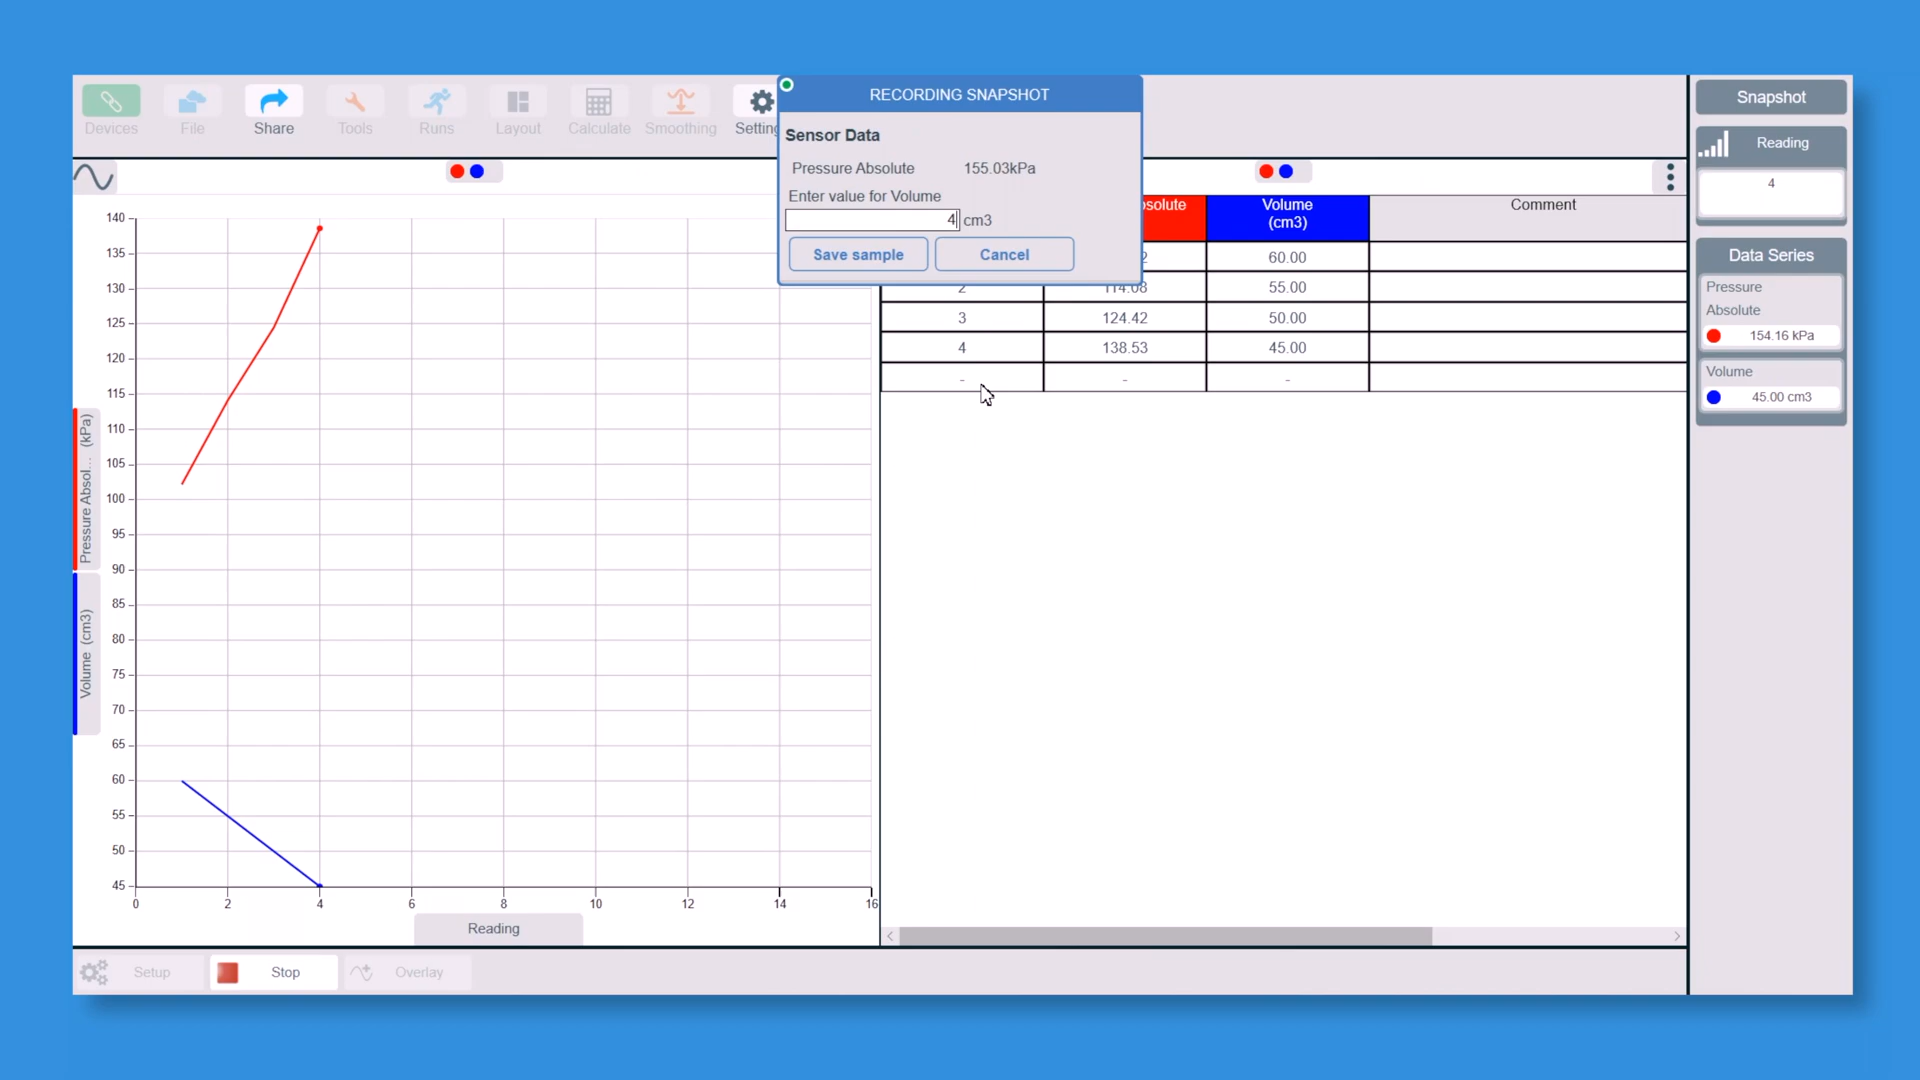 Devices
File
Share
Tools
Runs
Layout
Calculate
Smoothing
Setting
RECORDING SNAPSHOT
Sensor Data
Pressure Absolute 155.03kPa
Enter value for Volume
4 cm3
Save sample
Cancel
Volume
(cm3)
Comment
60.00
2 114.08 55.00
3 124.42 50.00
4 138.53 45.00
- - -
140
135
130
125
120
115
110
105
100
95
90
85
80
75
70
65
60
55
50
45
0 2 4 6 8 10 12 14 16
Pressure Absol... (kPa)
Volume (cm3)
Reading
Setup
Stop
Overlay
Snapshot
Reading
4
Data Series
Pressure
Absolute
154.16 kPa
Volume
45.00 cm3